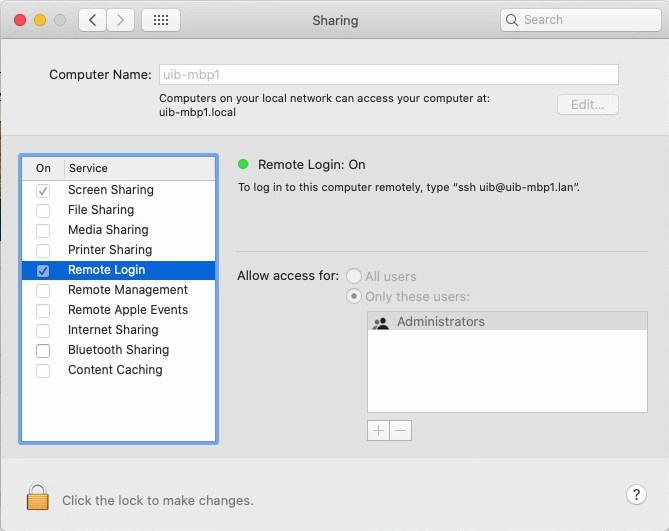 Sharing
Search
Computer Name: uib-mbp1
Computers on your local network can access your computer at:
uib-mbp1.local
Edit...
On Service
Screen Sharing
File Sharing
Media Sharing
Printer Sharing
Remote Login
Remote Management
Remote Apple Events
Internet Sharing
Bluetooth Sharing
Content Caching
Remote Login: On
To log in to this computer remotely, type “ssh uib@uib-mbp1.lan”.
Allow access for: All users
Only these users:
Administrators
+ −
Click the lock to make changes.
?